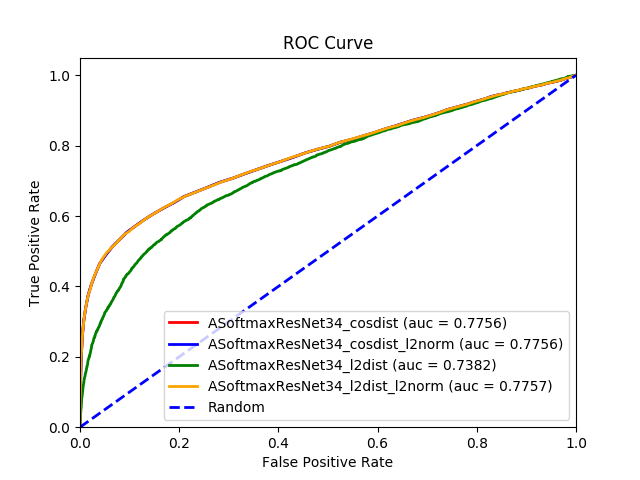 ROC Curve
True Positive Rate
1.0
0.8
0.6
0.4
0.2
0.0
ASoftmaxResNet34_cosdist (auc = 0.7756)
ASoftmaxResNet34_cosdist_l2norm (auc = 0.7756)
ASoftmaxResNet34_l2dist (auc = 0.7382)
ASoftmaxResNet34_l2dist_l2norm (auc = 0.7757)
Random
0.0 0.2 0.4 0.6 0.8 1.0
False Positive Rate